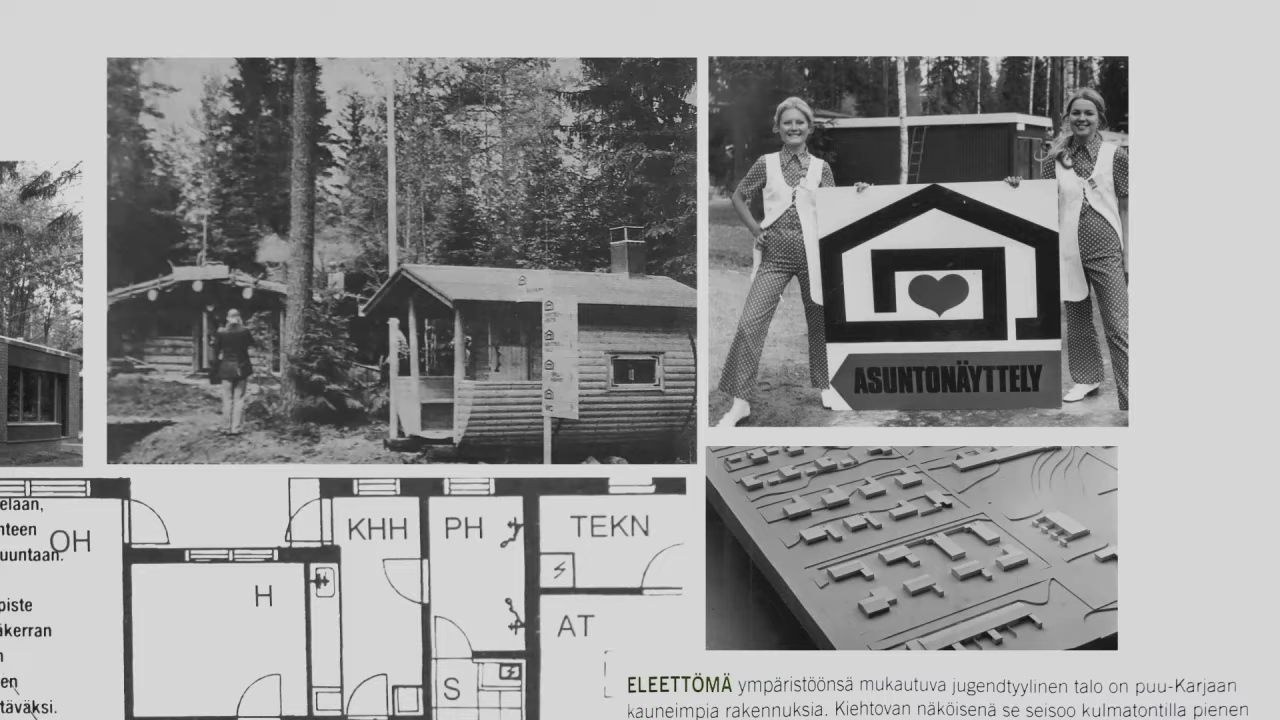 ASUNTONÄYTTELY
elään,
nteen
uuntaan.
OH
KHH
PH
TEKN
H
AT
S
piste
äkerran
n
en
täväksi.
ELEETTÖMÄ ympäristöönsä mukautuva jugendtyylinen talo on puu-Karjaan
kauneimpia rakennuksia. Kiehtovan näköisenä se seisoo kulmatontilla pienen